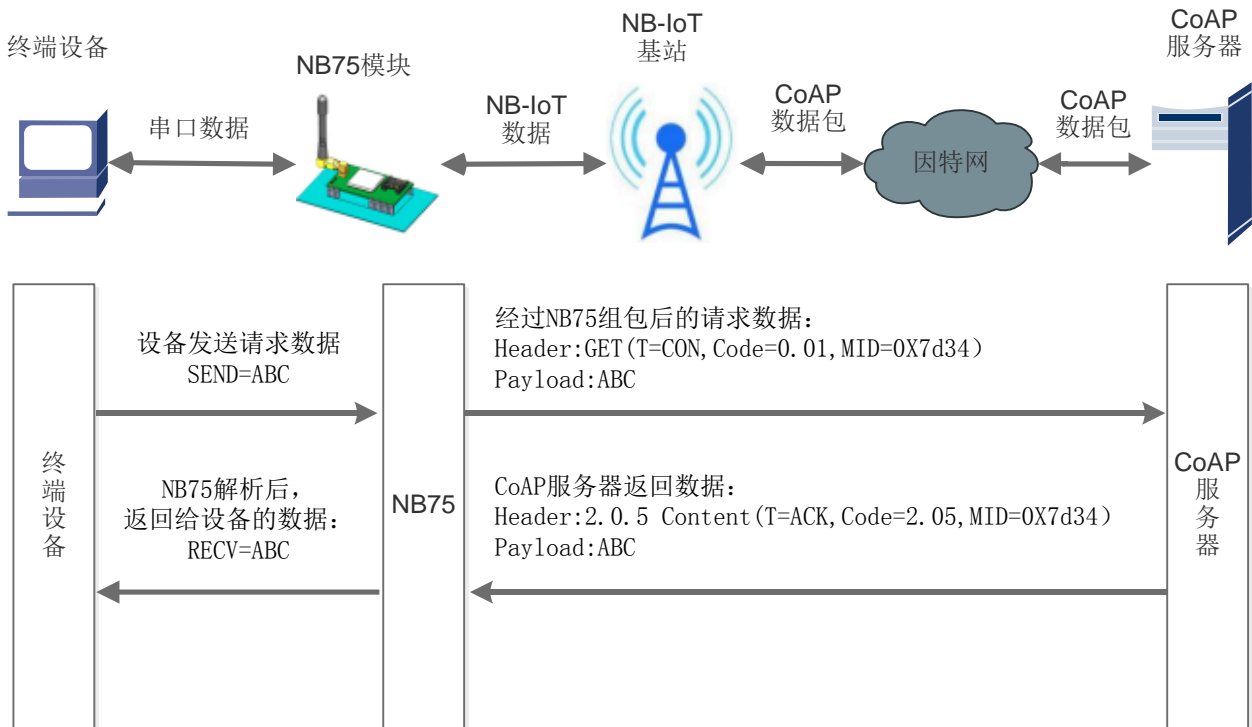 终端设备
NB75模块
NB-IoT
基站
CoAP
服务器
串口数据
NB-IoT
数据
CoAP
数据包
因特网
CoAP
数据包
设备发送请求数据
SEND=ABC
经过NB75组包后的请求数据:
Header:GET(T=CON,Code=0.01,MID=0X7d34)
Payload:ABC
终端设备
NB75解析后,
返回给设备的数据:
RECV=ABC
NB75
CoAP服务器返回数据:
Header:2.0.5 Content(T=ACK,Code=2.05,MID=0X7d34)
Payload:ABC
CoAP
服务器